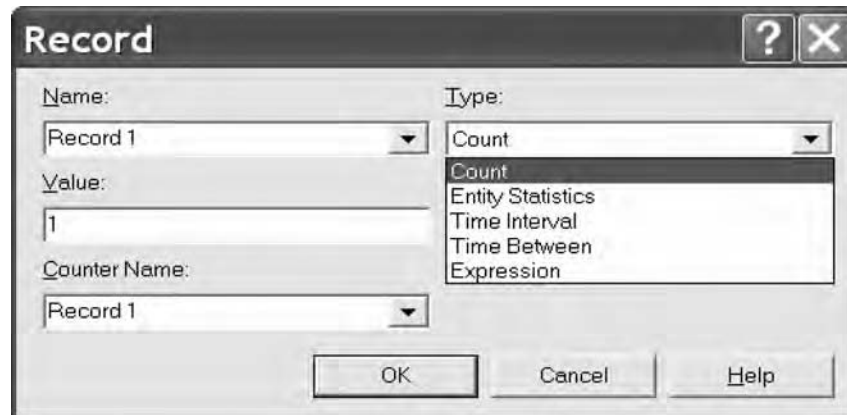 Record
? X
Name:
Type:
Record 1
Count
Count
Value:
Entity Statistics
1
Time Interval
Time Between
Counter Name:
Expression
Record 1
OK
Cancel
Help